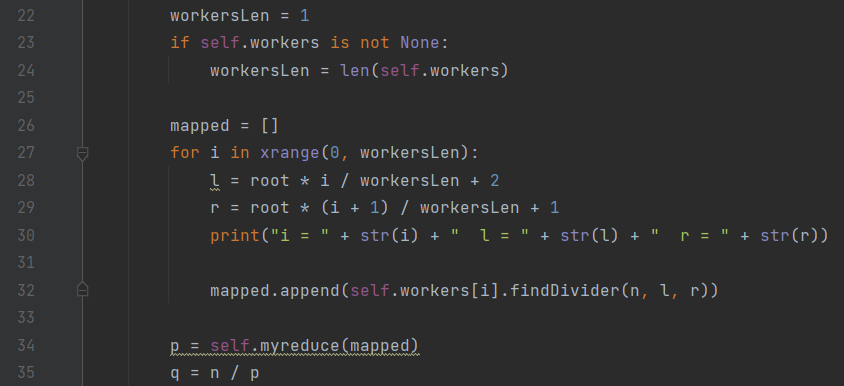 22 workersLen = 1
23 if self.workers is not None:
24 workersLen = len(self.workers)
25
26 mapped = []
27 for i in xrange(0, workersLen):
28 l = root * i / workersLen + 2
29 r = root * (i + 1) / workersLen + 1
30 print("i = " + str(i) + "  l = " + str(l) + "  r = " + str(r))
31
32 mapped.append(self.workers[i].findDivider(n, l, r))
33
34 p = self.myreduce(mapped)
35 q = n / p